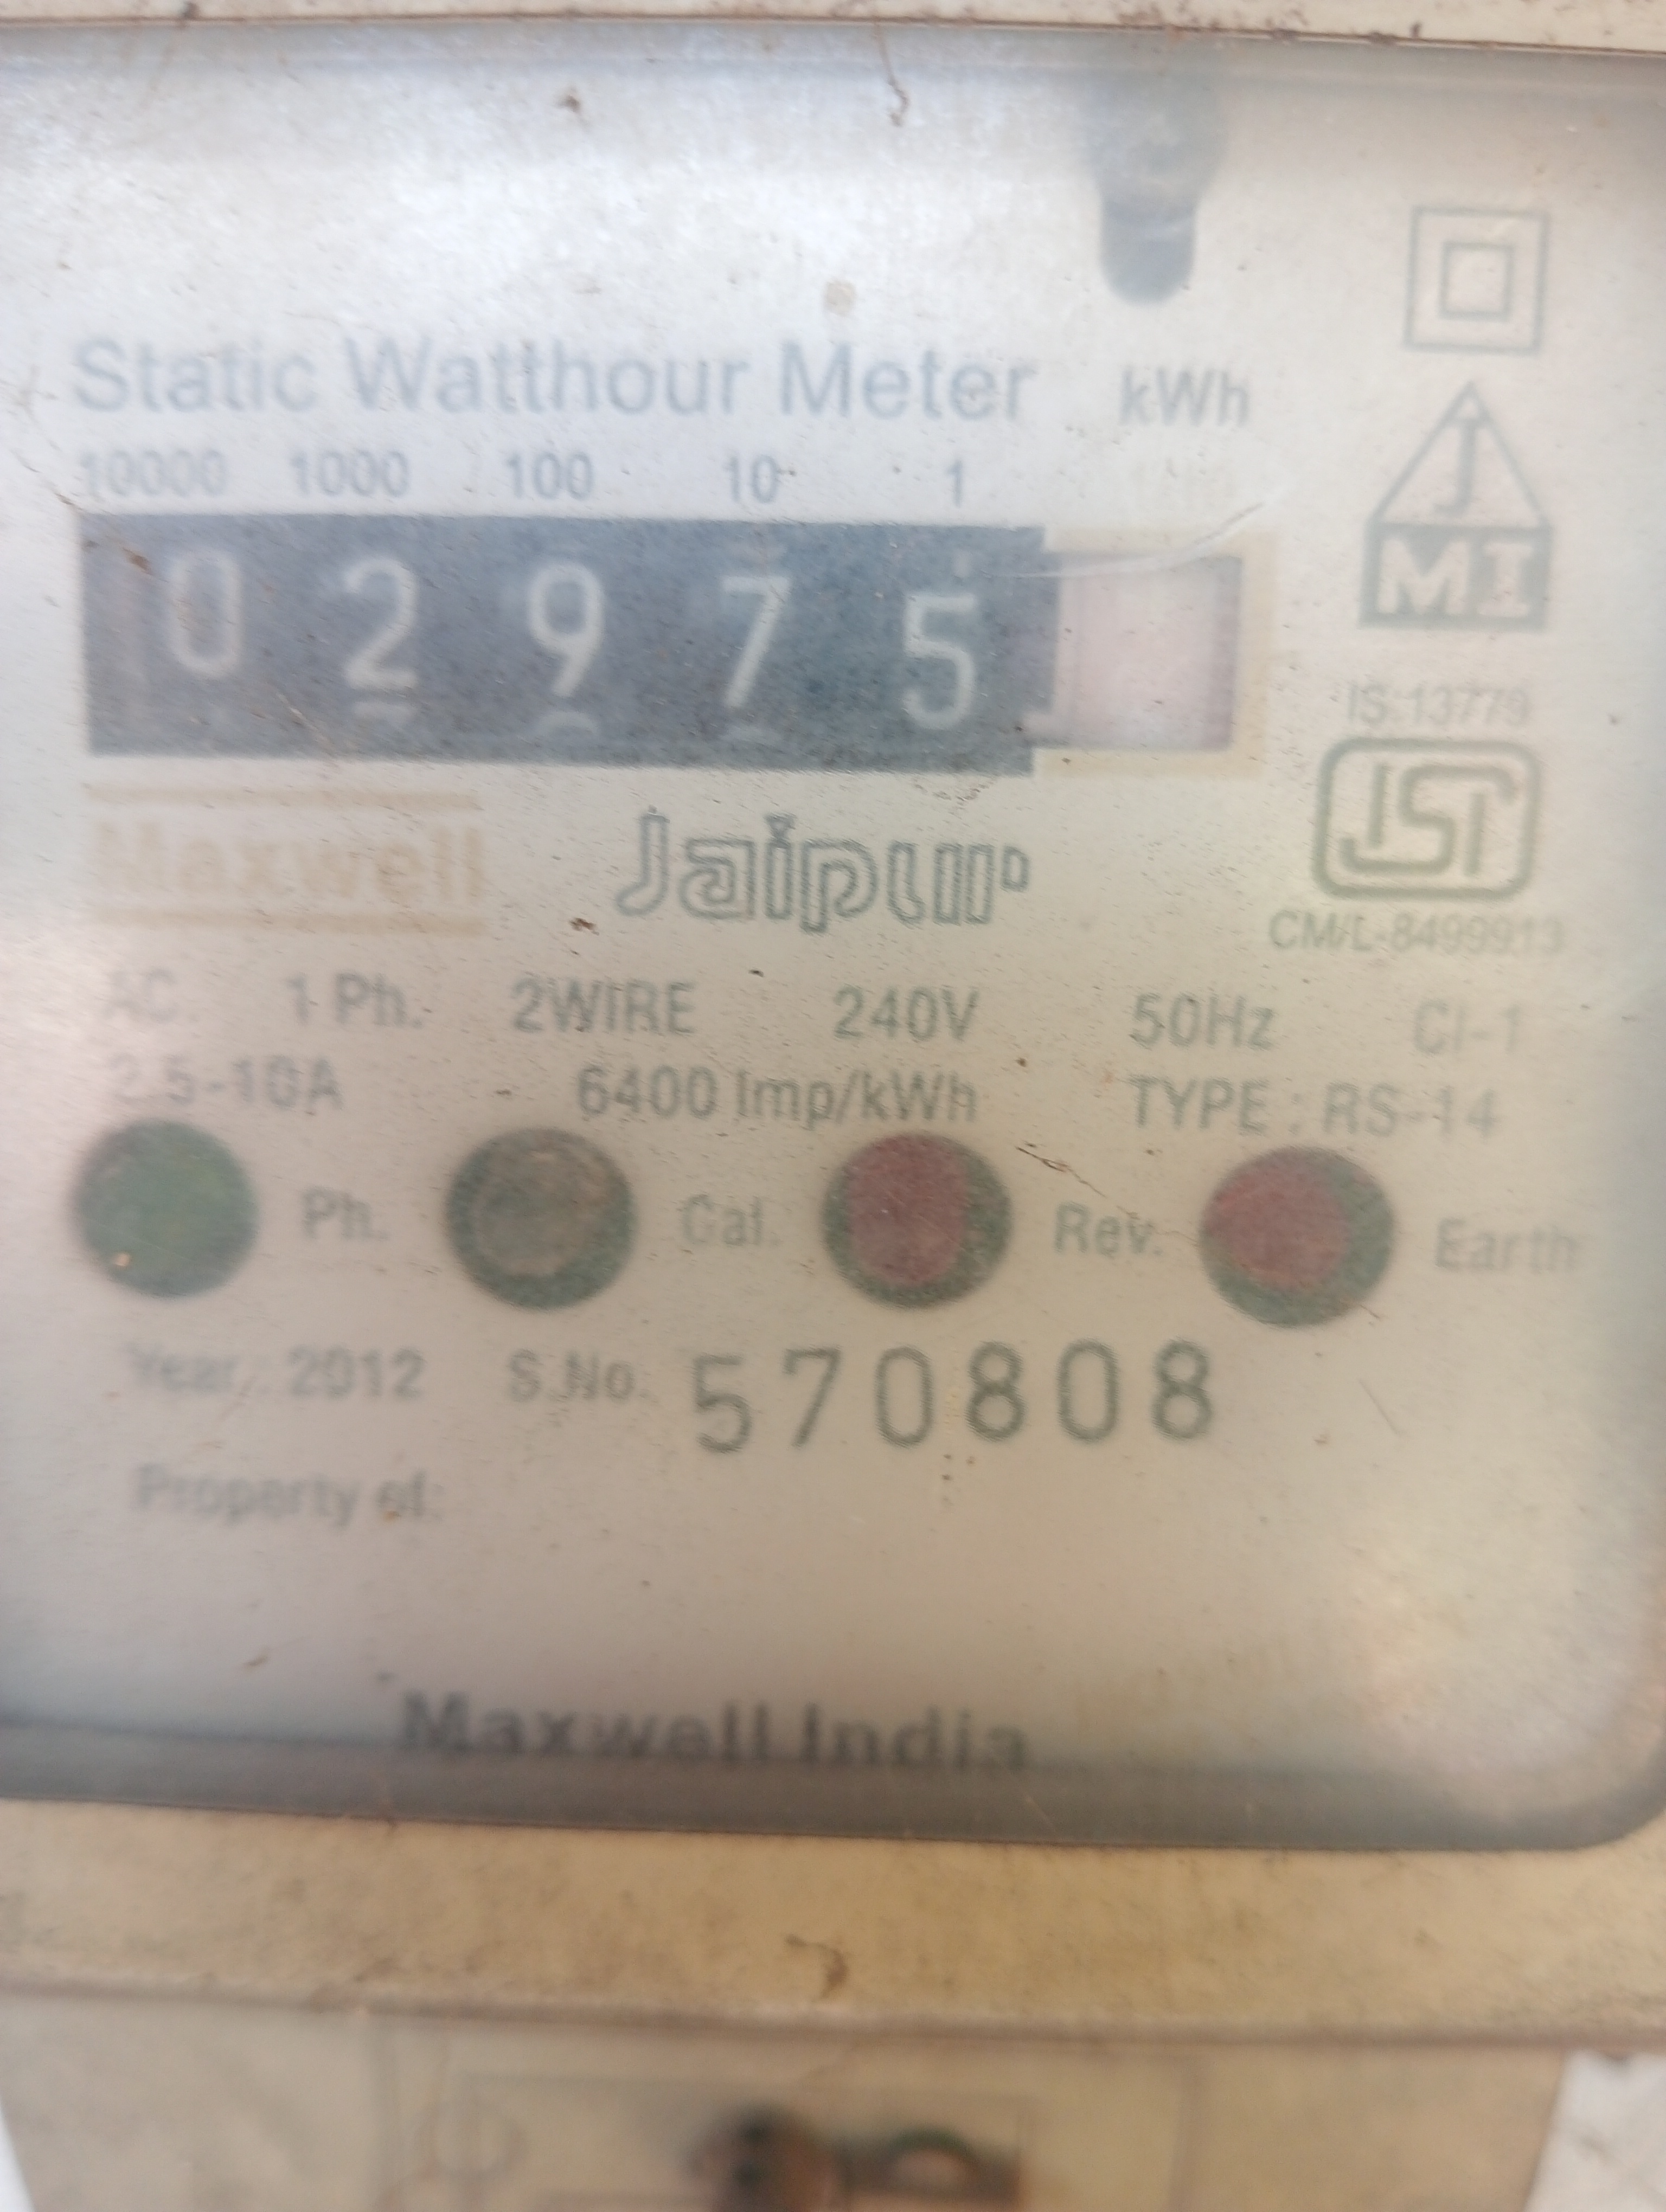 Static Watthour Meter kWh
10000 1000 100 10 1
0 2 9 7 5
J
MI
IS:13779
Maxwell Jaipur
ISI
CM/L-8499913
AC. 1 Ph. 2WIRE 240V 50Hz Cl-1
2.5-10A 6400 Imp/kWh TYPE : RS-14
Ph. Cal. Rev. Earth
Year : 2012 S.No. 570808
Property of:
Maxwell India